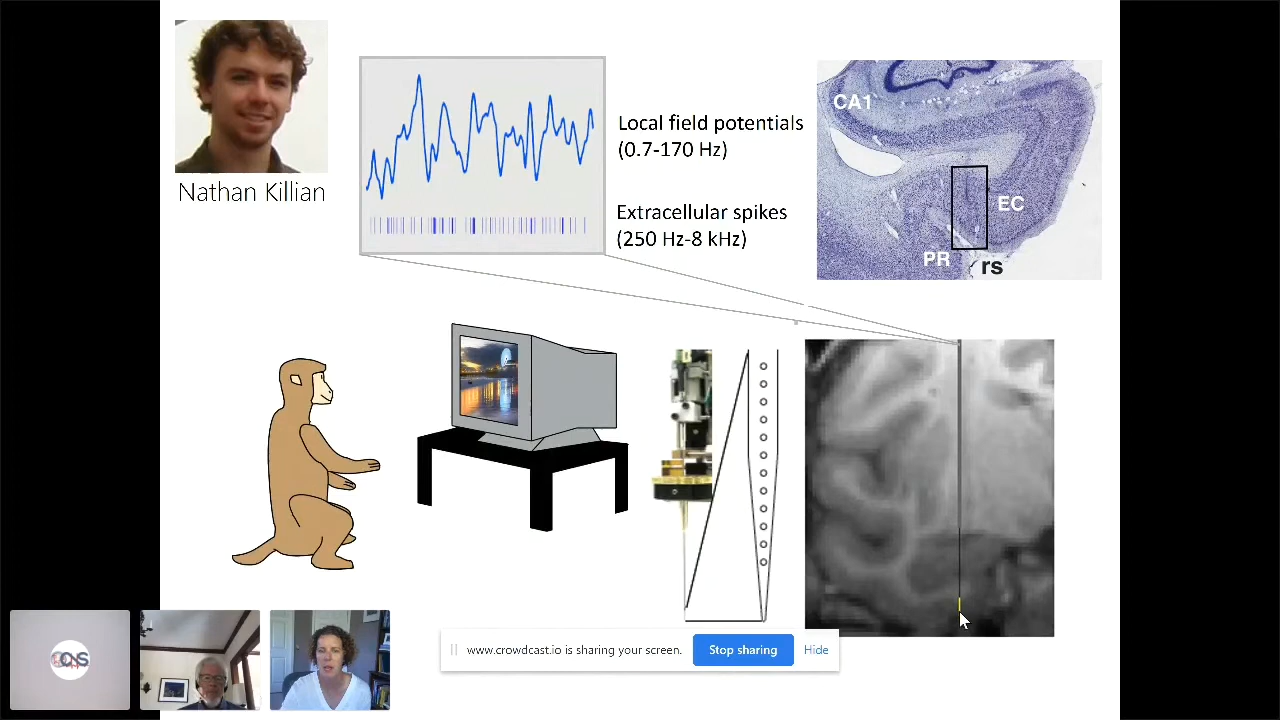 Nathan Killian
Local field potentials
(0.7-170 Hz)
Extracellular spikes
(250 Hz-8 kHz)
CA1
EC
PR
rs
www.crowdcast.io is sharing your screen.
Stop sharing
Hide